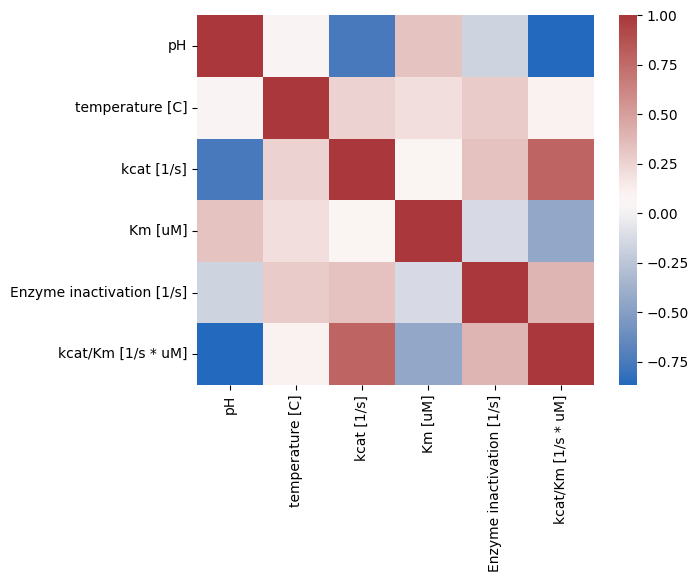 pH
temperature [C]
kcat [1/s]
Km [uM]
Enzyme inactivation [1/s]
kcat/Km [1/s * uM]
pH
temperature [C]
kcat [1/s]
Km [uM]
Enzyme inactivation [1/s]
kcat/Km [1/s * uM]
1.00
0.75
0.50
0.25
0.00
−0.25
−0.50
−0.75